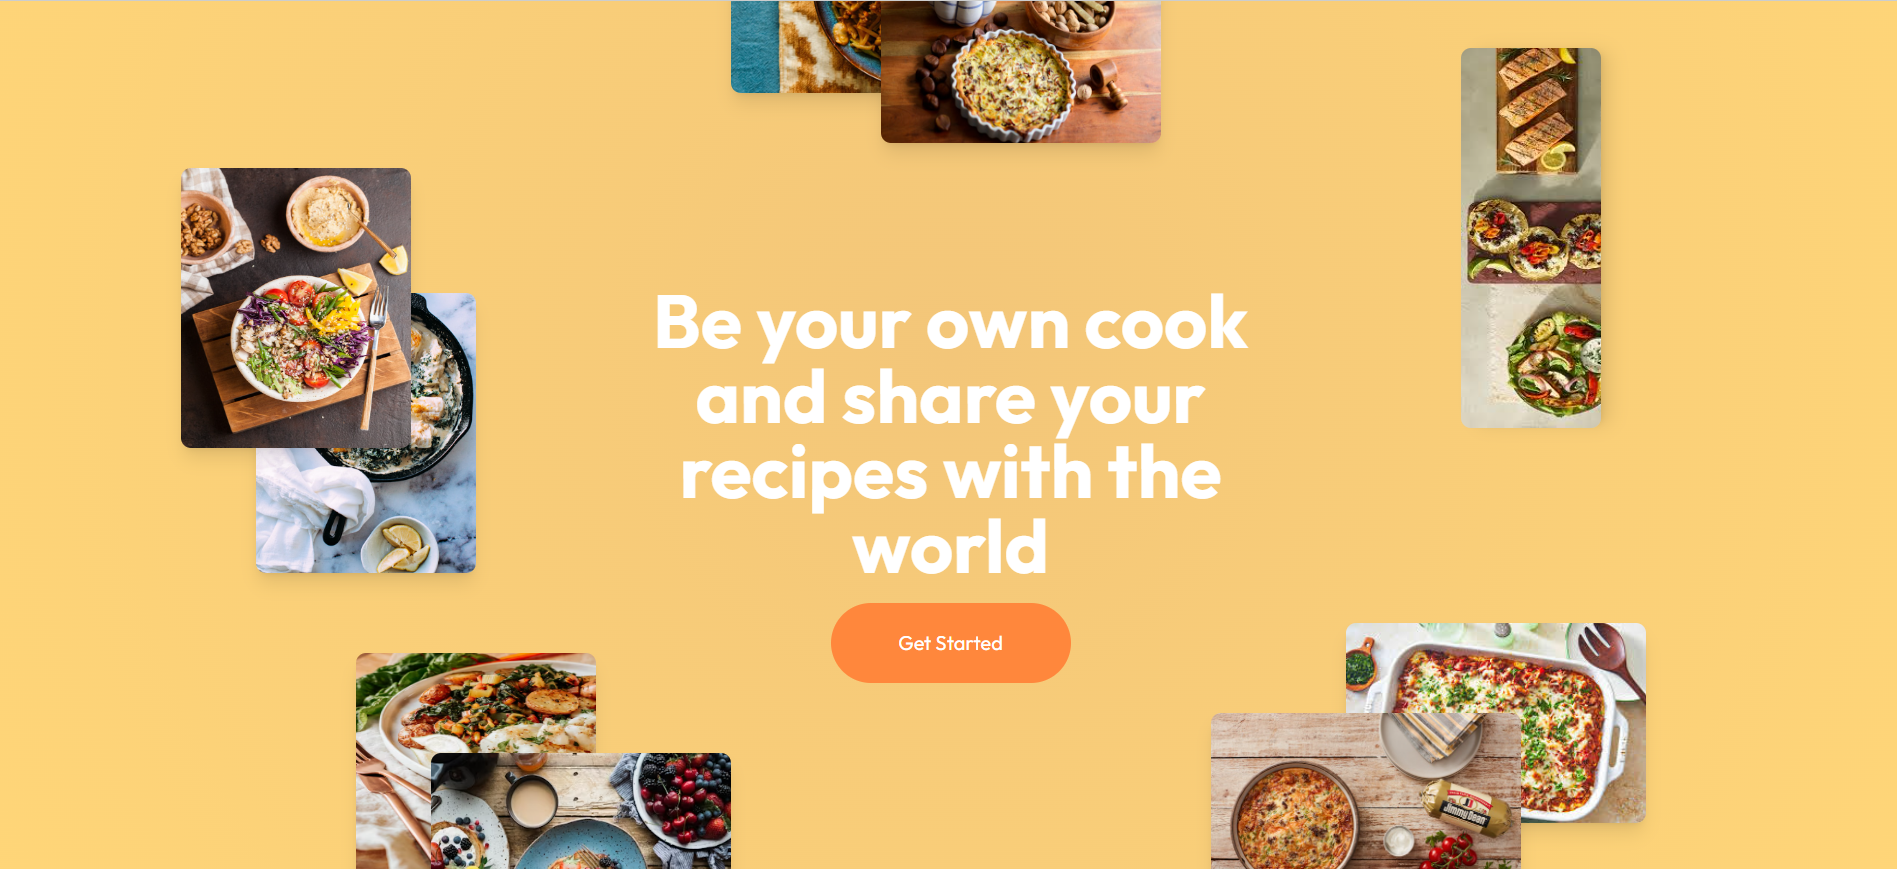 Be your own cook
and share your
recipes with the
world
Get Started
Jimmy Dean